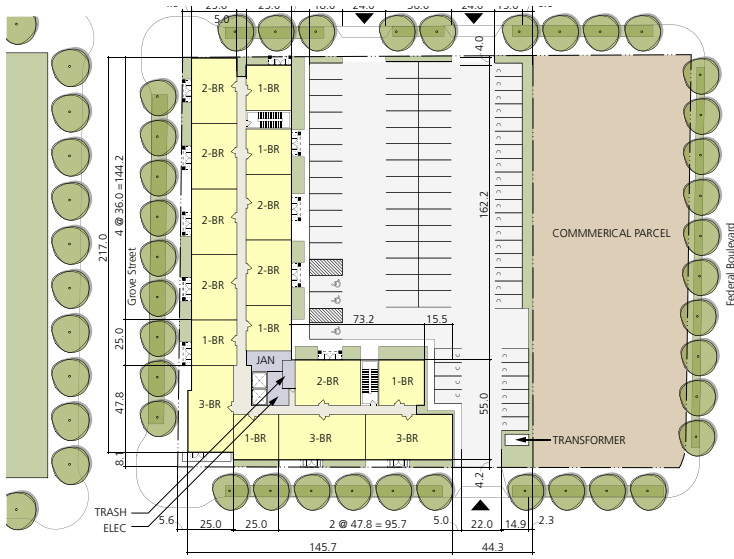 25.0 25.0 18.0 24.0 36.0 24.0 15.0
5.0
4.0
2-BR 1-BR
2-BR 1-BR
2-BR 2-BR
2-BR 2-BR
1-BR 1-BR
3-BR
JAN
2-BR 1-BR
1-BR 3-BR 3-BR
217.0
4 @ 36.0 =144.2
25.0
47.8
Grove Street
162.2
73.2 15.5
55.0
4.2
COMMMERICAL PARCEL
Federal Boulevard
TRANSFORMER
TRASH
ELEC
5.6 25.0 25.0 2 @ 47.8 = 95.7 5.0 22.0 14.9 2.3
145.7 44.3